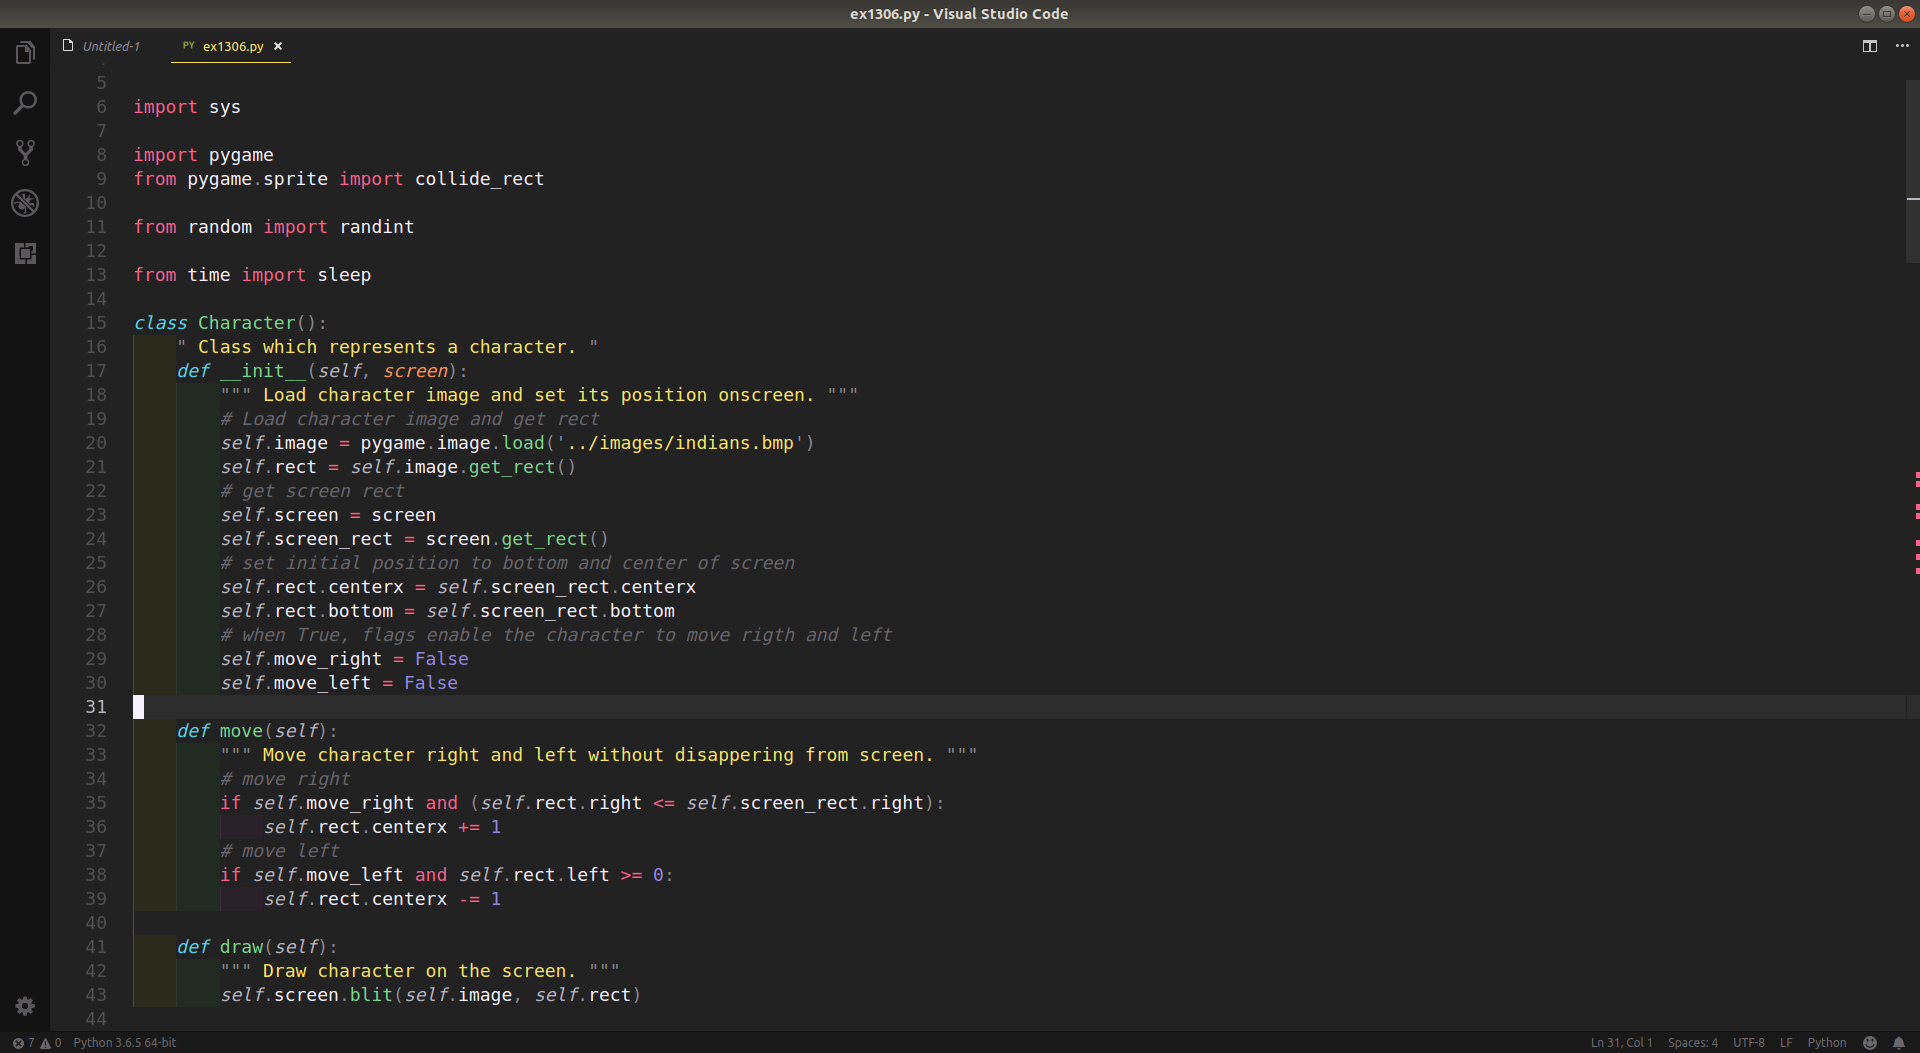 ex1306.py - Visual Studio Code
Untitled-1
PY ex1306.py ×
5
6 import sys
7
8 import pygame
9 from pygame.sprite import collide_rect
10
11 from random import randint
12
13 from time import sleep
14
15 class Character():
16     " Class which represents a character. "
17     def __init__(self, screen):
18         """ Load character image and set its position onscreen. """
19         # Load character image and get rect
20         self.image = pygame.image.load('../images/indians.bmp')
21         self.rect = self.image.get_rect()
22         # get screen rect
23         self.screen = screen
24         self.screen_rect = screen.get_rect()
25         # set initial position to bottom and center of screen
26         self.rect.centerx = self.screen_rect.centerx
27         self.rect.bottom = self.screen_rect.bottom
28         # when True, flags enable the character to move rigth and left
29         self.move_right = False
30         self.move_left = False
31
32     def move(self):
33         """ Move character right and left without disappering from screen. """
34         # move right
35         if self.move_right and (self.rect.right <= self.screen_rect.right):
36             self.rect.centerx += 1
37         # move left
38         if self.move_left and self.rect.left >= 0:
39             self.rect.centerx -= 1
40
41     def draw(self):
42         """ Draw character on the screen. """
43         self.screen.blit(self.image, self.rect)
44
7 0 Python 3.6.5 64-bit
Ln 31, Col 1 Spaces: 4 UTF-8 LF Python